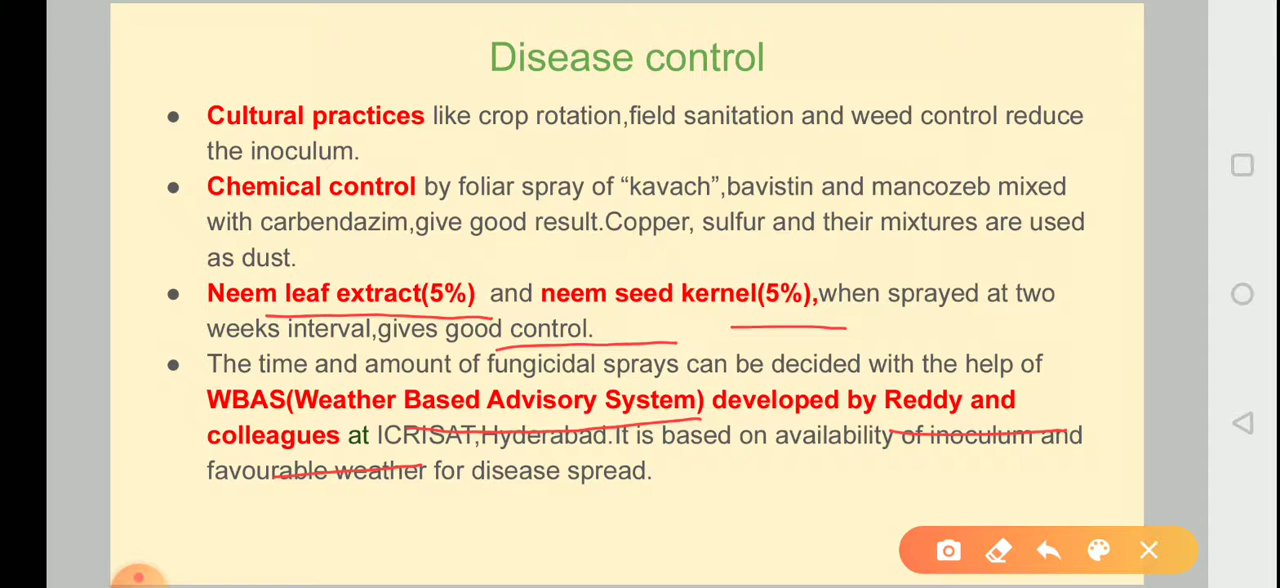 Disease control
● Cultural practices like crop rotation,field sanitation and weed control reduce
the inoculum.
● Chemical control by foliar spray of “kavach”,bavistin and mancozeb mixed
with carbendazim,give good result.Copper, sulfur and their mixtures are used
as dust.
● Neem leaf extract(5%) and neem seed kernel(5%),when sprayed at two
weeks interval,gives good control.
● The time and amount of fungicidal sprays can be decided with the help of
WBAS(Weather Based Advisory System) developed by Reddy and
colleagues at ICRISAT,Hyderabad.It is based on availability of inoculum and
favourable weather for disease spread.